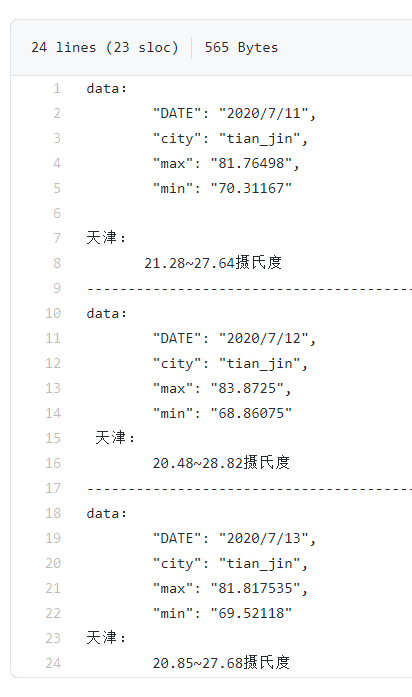 24 lines (23 sloc) 565 Bytes
1 data:
2 "DATE": "2020/7/11",
3 "city": "tian_jin",
4 "max": "81.76498",
5 "min": "70.31167"
6
7 天津：
8 21.28~27.64摄氏度
9 ----------------------------------------
10 data:
11 "DATE": "2020/7/12",
12 "city": "tian_jin",
13 "max": "83.8725",
14 "min": "68.86075"
15 天津：
16 20.48~28.82摄氏度
17 ----------------------------------------
18 data:
19 "DATE": "2020/7/13",
20 "city": "tian_jin",
21 "max": "81.817535",
22 "min": "69.52118"
23 天津：
24 20.85~27.68摄氏度